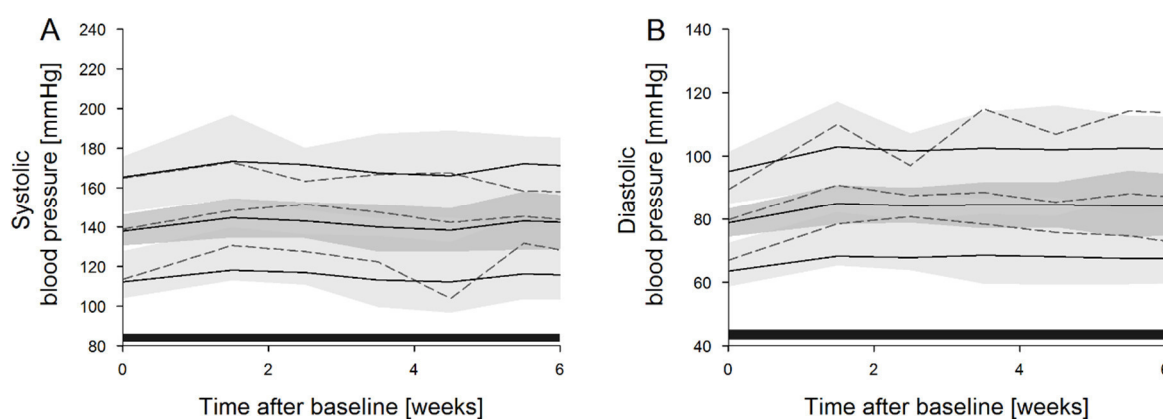 A
Systolic
blood pressure [mmHg]
240
220
200
180
160
140
120
100
80
0
2
4
6
Time after baseline [weeks]
B
Diastolic
blood pressure [mmHg]
140
120
100
80
60
40
0
2
4
6
Time after baseline [weeks]